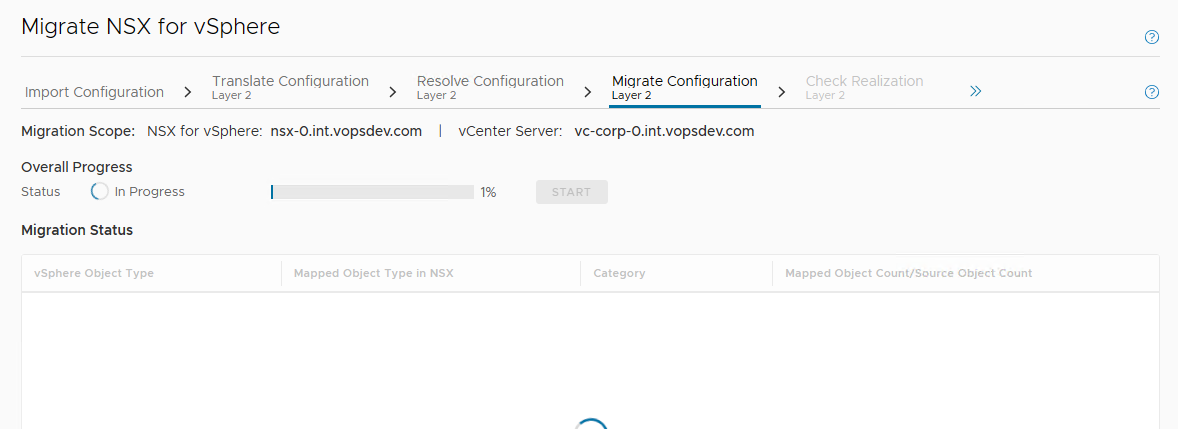 Migrate NSX for vSphere
Import Configuration
Translate Configuration
Layer 2
Resolve Configuration
Layer 2
Migrate Configuration
Layer 2
Check Realization
Layer 2
Migration Scope: NSX for vSphere: nsx-0.int.vopsdev.com | vCenter Server: vc-corp-0.int.vopsdev.com
Overall Progress
Status In Progress 1% START
Migration Status
vSphere Object Type Mapped Object Type in NSX Category Mapped Object Count/Source Object Count